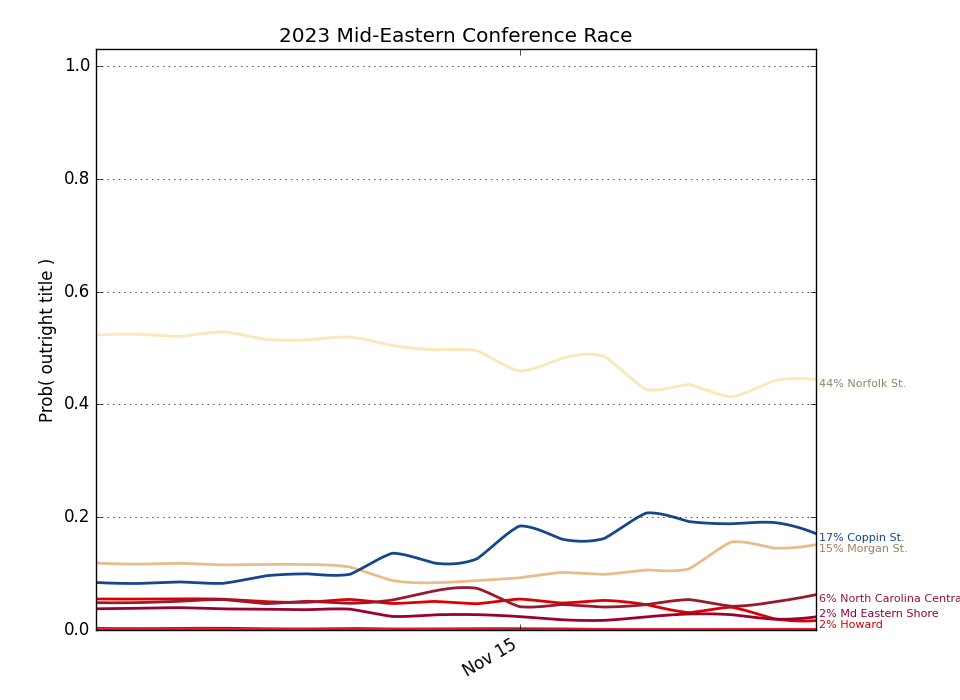 2023 Mid-Eastern Conference Race
Prob( outright title )
1.0
0.8
0.6
0.4
0.2
0.0
Nov 15
44% Norfolk St.
17% Coppin St.
15% Morgan St.
6% North Carolina Centra
2% Md Eastern Shore
2% Howard